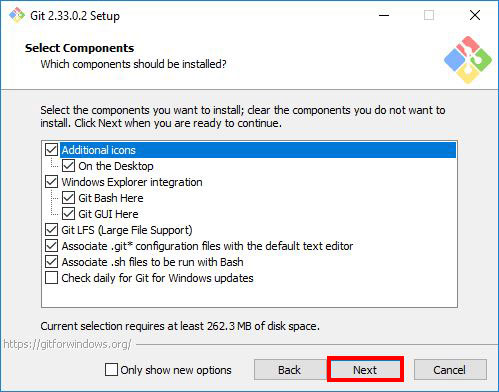 Git 2.33.0.2 Setup
Select Components
Which components should be installed?
Select the components you want to install; clear the components you do not want to
install. Click Next when you are ready to continue.
Additional icons
On the Desktop
Windows Explorer integration
Git Bash Here
Git GUI Here
Git LFS (Large File Support)
Associate .git* configuration files with the default text editor
Associate .sh files to be run with Bash
Check daily for Git for Windows updates
Current selection requires at least 262.3 MB of disk space.
https://gitforwindows.org/
Only show new options
Back
Next
Cancel